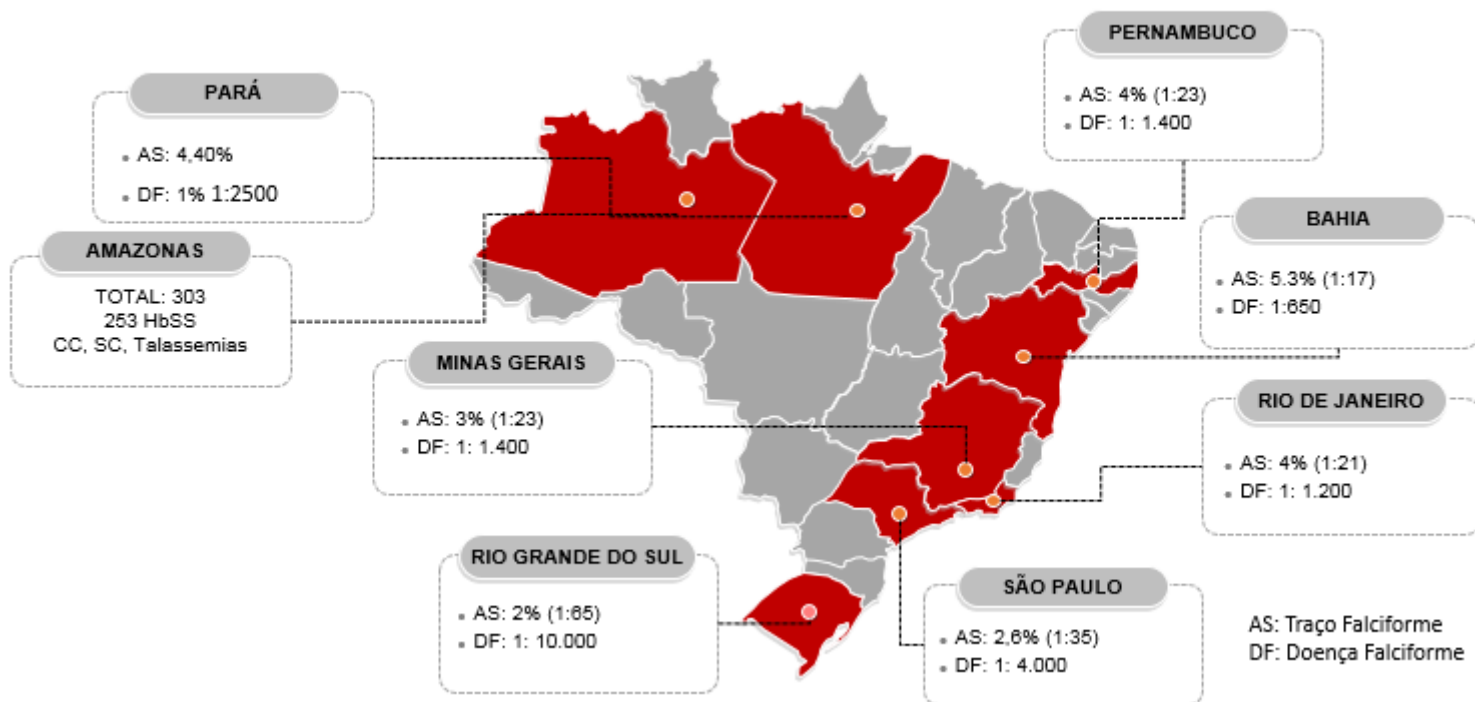 PERNAMBUCO
• AS: 4% (1:23)
• DF: 1: 1.400
PARÁ
• AS: 4,40%
• DF: 1% 1:2500
BAHIA
• AS: 5.3% (1:17)
• DF: 1:650
AMAZONAS
TOTAL: 303
253 HbSS
CC, SC, Talassemias
MINAS GERAIS
• AS: 3% (1:23)
• DF: 1: 1.400
RIO DE JANEIRO
• AS: 4% (1:21)
• DF: 1: 1.200
RIO GRANDE DO SUL
• AS: 2% (1:65)
• DF: 1: 10.000
SÃO PAULO
• AS: 2,6% (1:35)
• DF: 1: 4.000
AS: Traço Falciforme
DF: Doença Falciforme